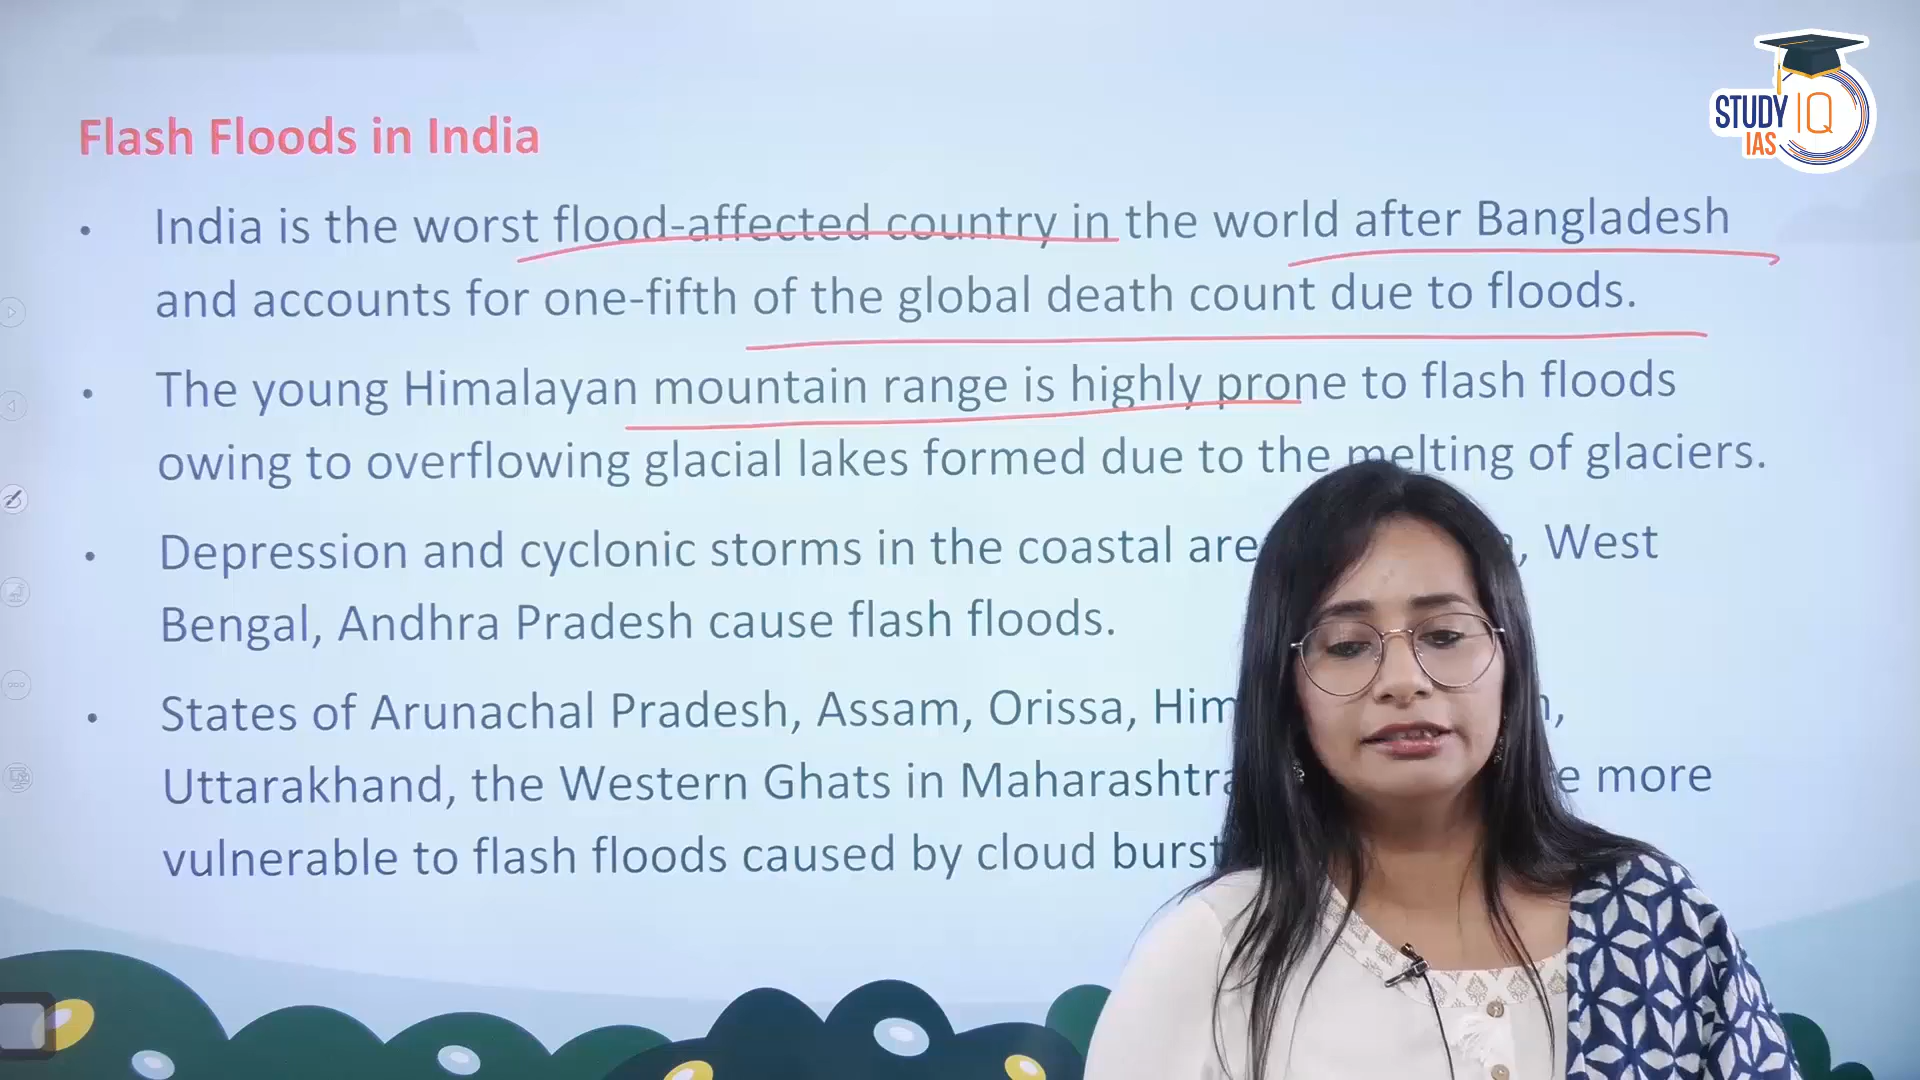 STUDY IQ
IAS
Flash Floods in India
• India is the worst flood-affected country in the world after Bangladesh
and accounts for one-fifth of the global death count due to floods.
• The young Himalayan mountain range is highly prone to flash floods
owing to overflowing glacial lakes formed due to the melting of glaciers.
• Depression and cyclonic storms in the coastal West
Bengal, Andhra Pradesh cause flash floods.
• States of Arunachal Pradesh, Assam, Orissa,
Uttarakhand, the Western Ghats in Maharashtra more
vulnerable to flash floods caused by cloud